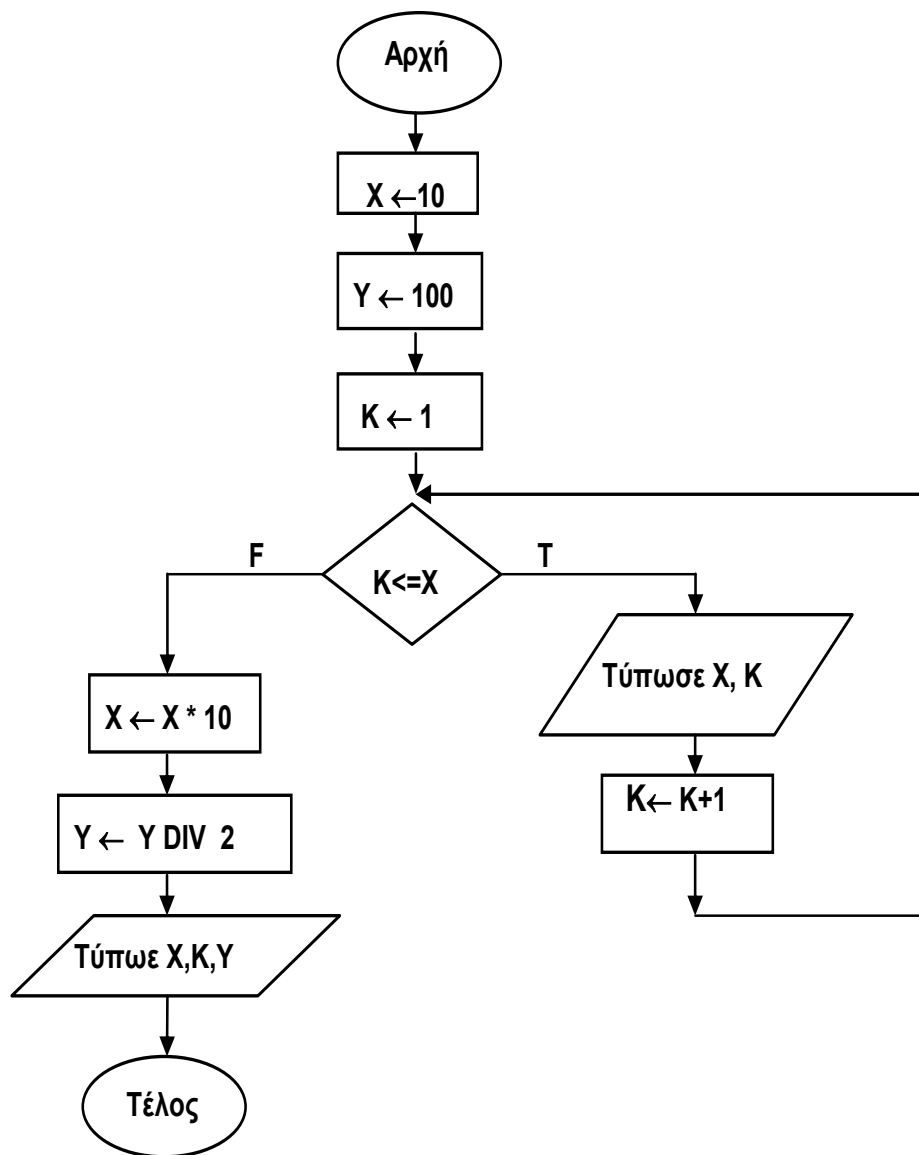 Αρχή
Χ ←10
Υ ← 100
Κ ← 1
F
T
Κ<=Χ
Τύπωσε Χ, Κ
Χ ← Χ * 10
Κ← Κ+1
Υ ← Υ DIV 2
Τύπωε Χ,Κ,Υ
Τέλος